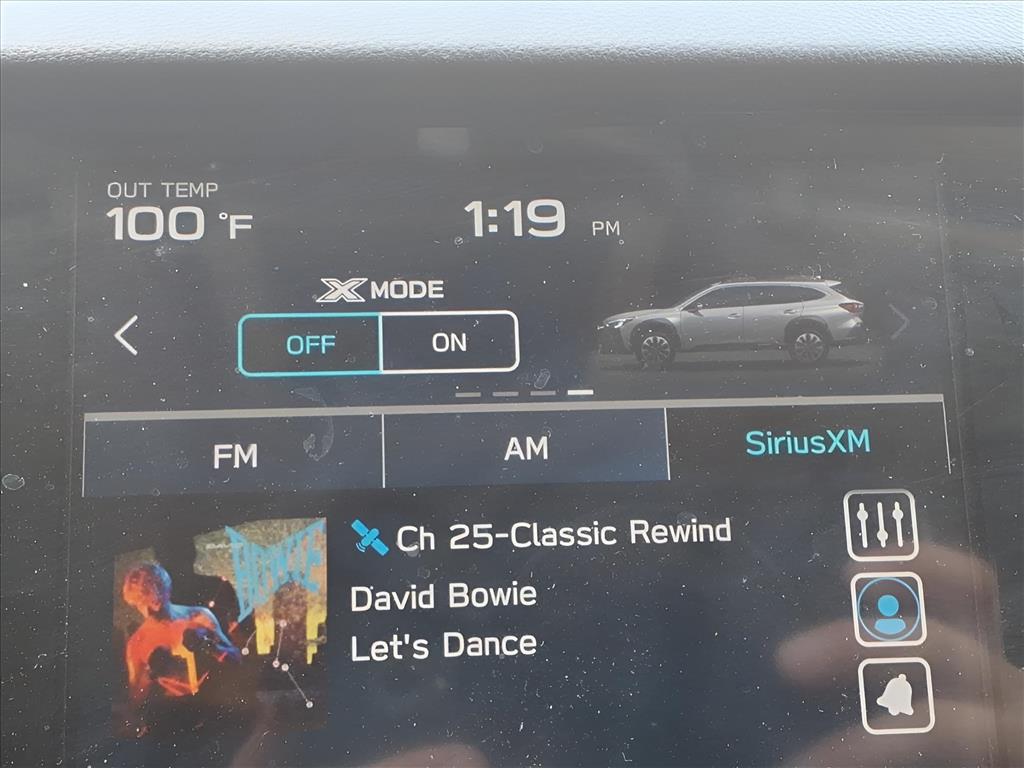 OUT TEMP
100 °F
1:19 PM
X MODE
OFF
ON
FM
AM
SiriusXM
BOWIE
Ch 25-Classic Rewind
David Bowie
Let's Dance